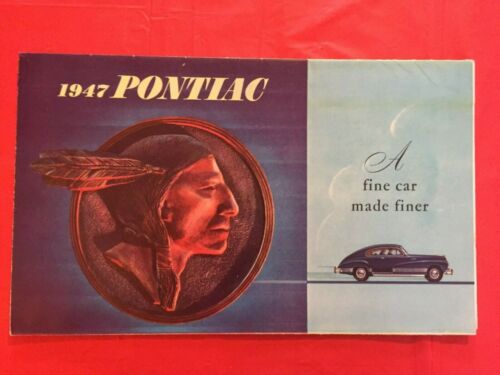 1947 PONTIAC
A
fine car
made finer